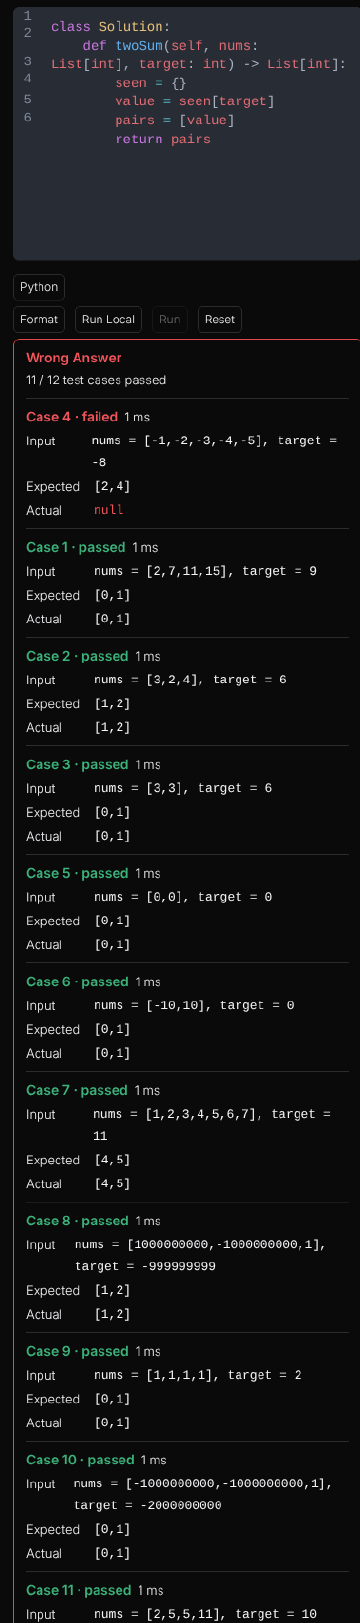 1 class Solution:
2 def twoSum(self, nums:
List[int], target: int) -> List[int]:
3 seen = {}
4 value = seen[target]
5 pairs = [value]
6 return pairs
Python
Format Run Local Run Reset
Wrong Answer
11 / 12 test cases passed
Case 4 · failed 1 ms
Input nums = [-1,-2,-3,-4,-5], target =
-8
Expected [2,4]
Actual null
Case 1 · passed 1 ms
Input nums = [2,7,11,15], target = 9
Expected [0,1]
Actual [0,1]
Case 2 · passed 1 ms
Input nums = [3,2,4], target = 6
Expected [1,2]
Actual [1,2]
Case 3 · passed 1 ms
Input nums = [3,3], target = 6
Expected [0,1]
Actual [0,1]
Case 5 · passed 1 ms
Input nums = [0,0], target = 0
Expected [0,1]
Actual [0,1]
Case 6 · passed 1 ms
Input nums = [-10,10], target = 0
Expected [0,1]
Actual [0,1]
Case 7 · passed 1 ms
Input nums = [1,2,3,4,5,6,7], target =
11
Expected [4,5]
Actual [4,5]
Case 8 · passed 1 ms
Input nums = [1000000000,-1000000000,1],
target = -999999999
Expected [1,2]
Actual [1,2]
Case 9 · passed 1 ms
Input nums = [1,1,1,1], target = 2
Expected [0,1]
Actual [0,1]
Case 10 · passed 1 ms
Input nums = [-1000000000,-1000000000,1],
target = -2000000000
Expected [0,1]
Actual [0,1]
Case 11 · passed 1 ms
Input nums = [2,5,5,11], target = 10